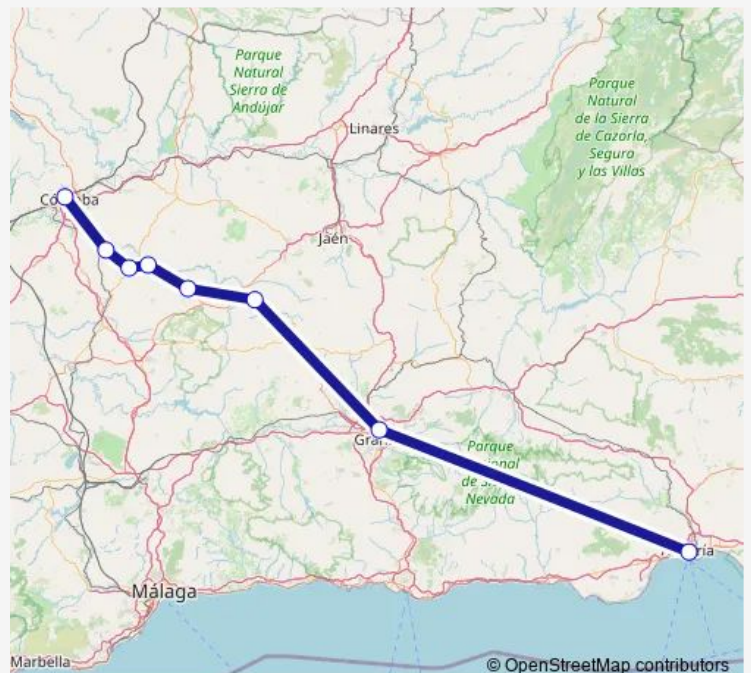 Parque
Natural
Sierra de
Andújar
Parque
Natural
de la Sierra
de Cazorla,
Segura
y las Villas
Linares
Jaén
Málaga
Marbella
Parque
Nevada
© OpenStreetMap contributors